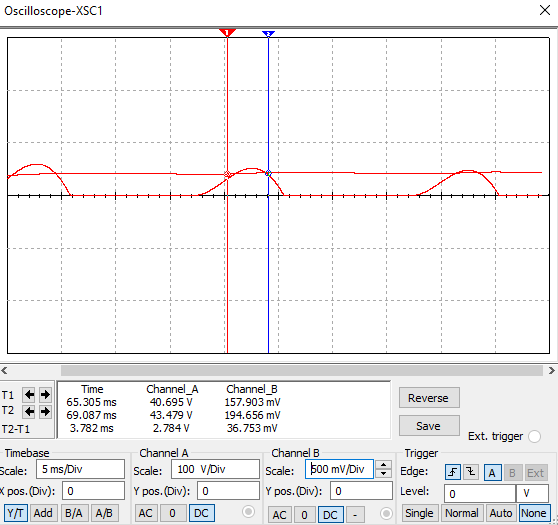 Oscilloscope-XSC1
1
2
T1
T2
T2-T1
Time Channel_A Channel_B
65.305 ms 40.695 V 157.903 mV
69.087 ms 43.479 V 194.656 mV
3.782 ms 2.784 V 36.753 mV
Reverse
Save
Ext. trigger
Timebase
Scale: 5 ms/Div
X pos.(Div): 0
Y/T Add B/A A/B
Channel A
Scale: 100 V/Div
Y pos.(Div): 0
AC 0 DC
Channel B
Scale: 500 mV/Div
Y pos.(Div): 0
AC 0 DC -
Trigger
Edge: A B Ext
Level: 0 V
Single Normal Auto None